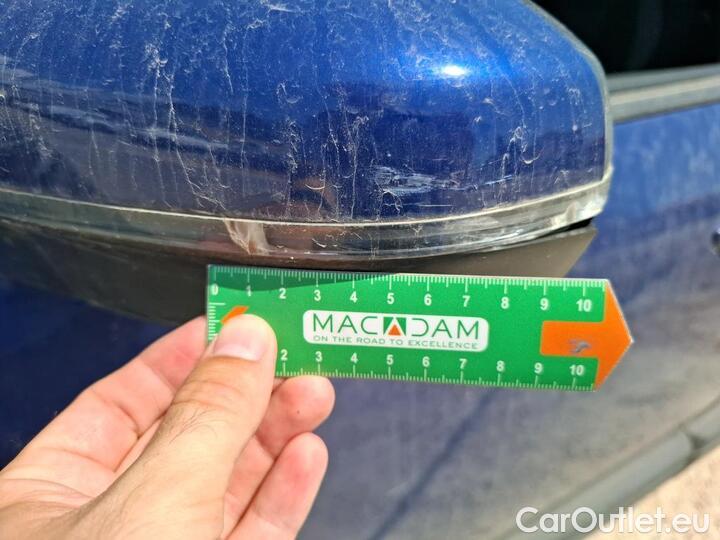 0 1 2 3 4 5 6 7 8 9 10
MACADAM
ON THE ROAD TO EXCELLENCE
2 3 4 5 6 7 8 9 10
CarOutlet.eu